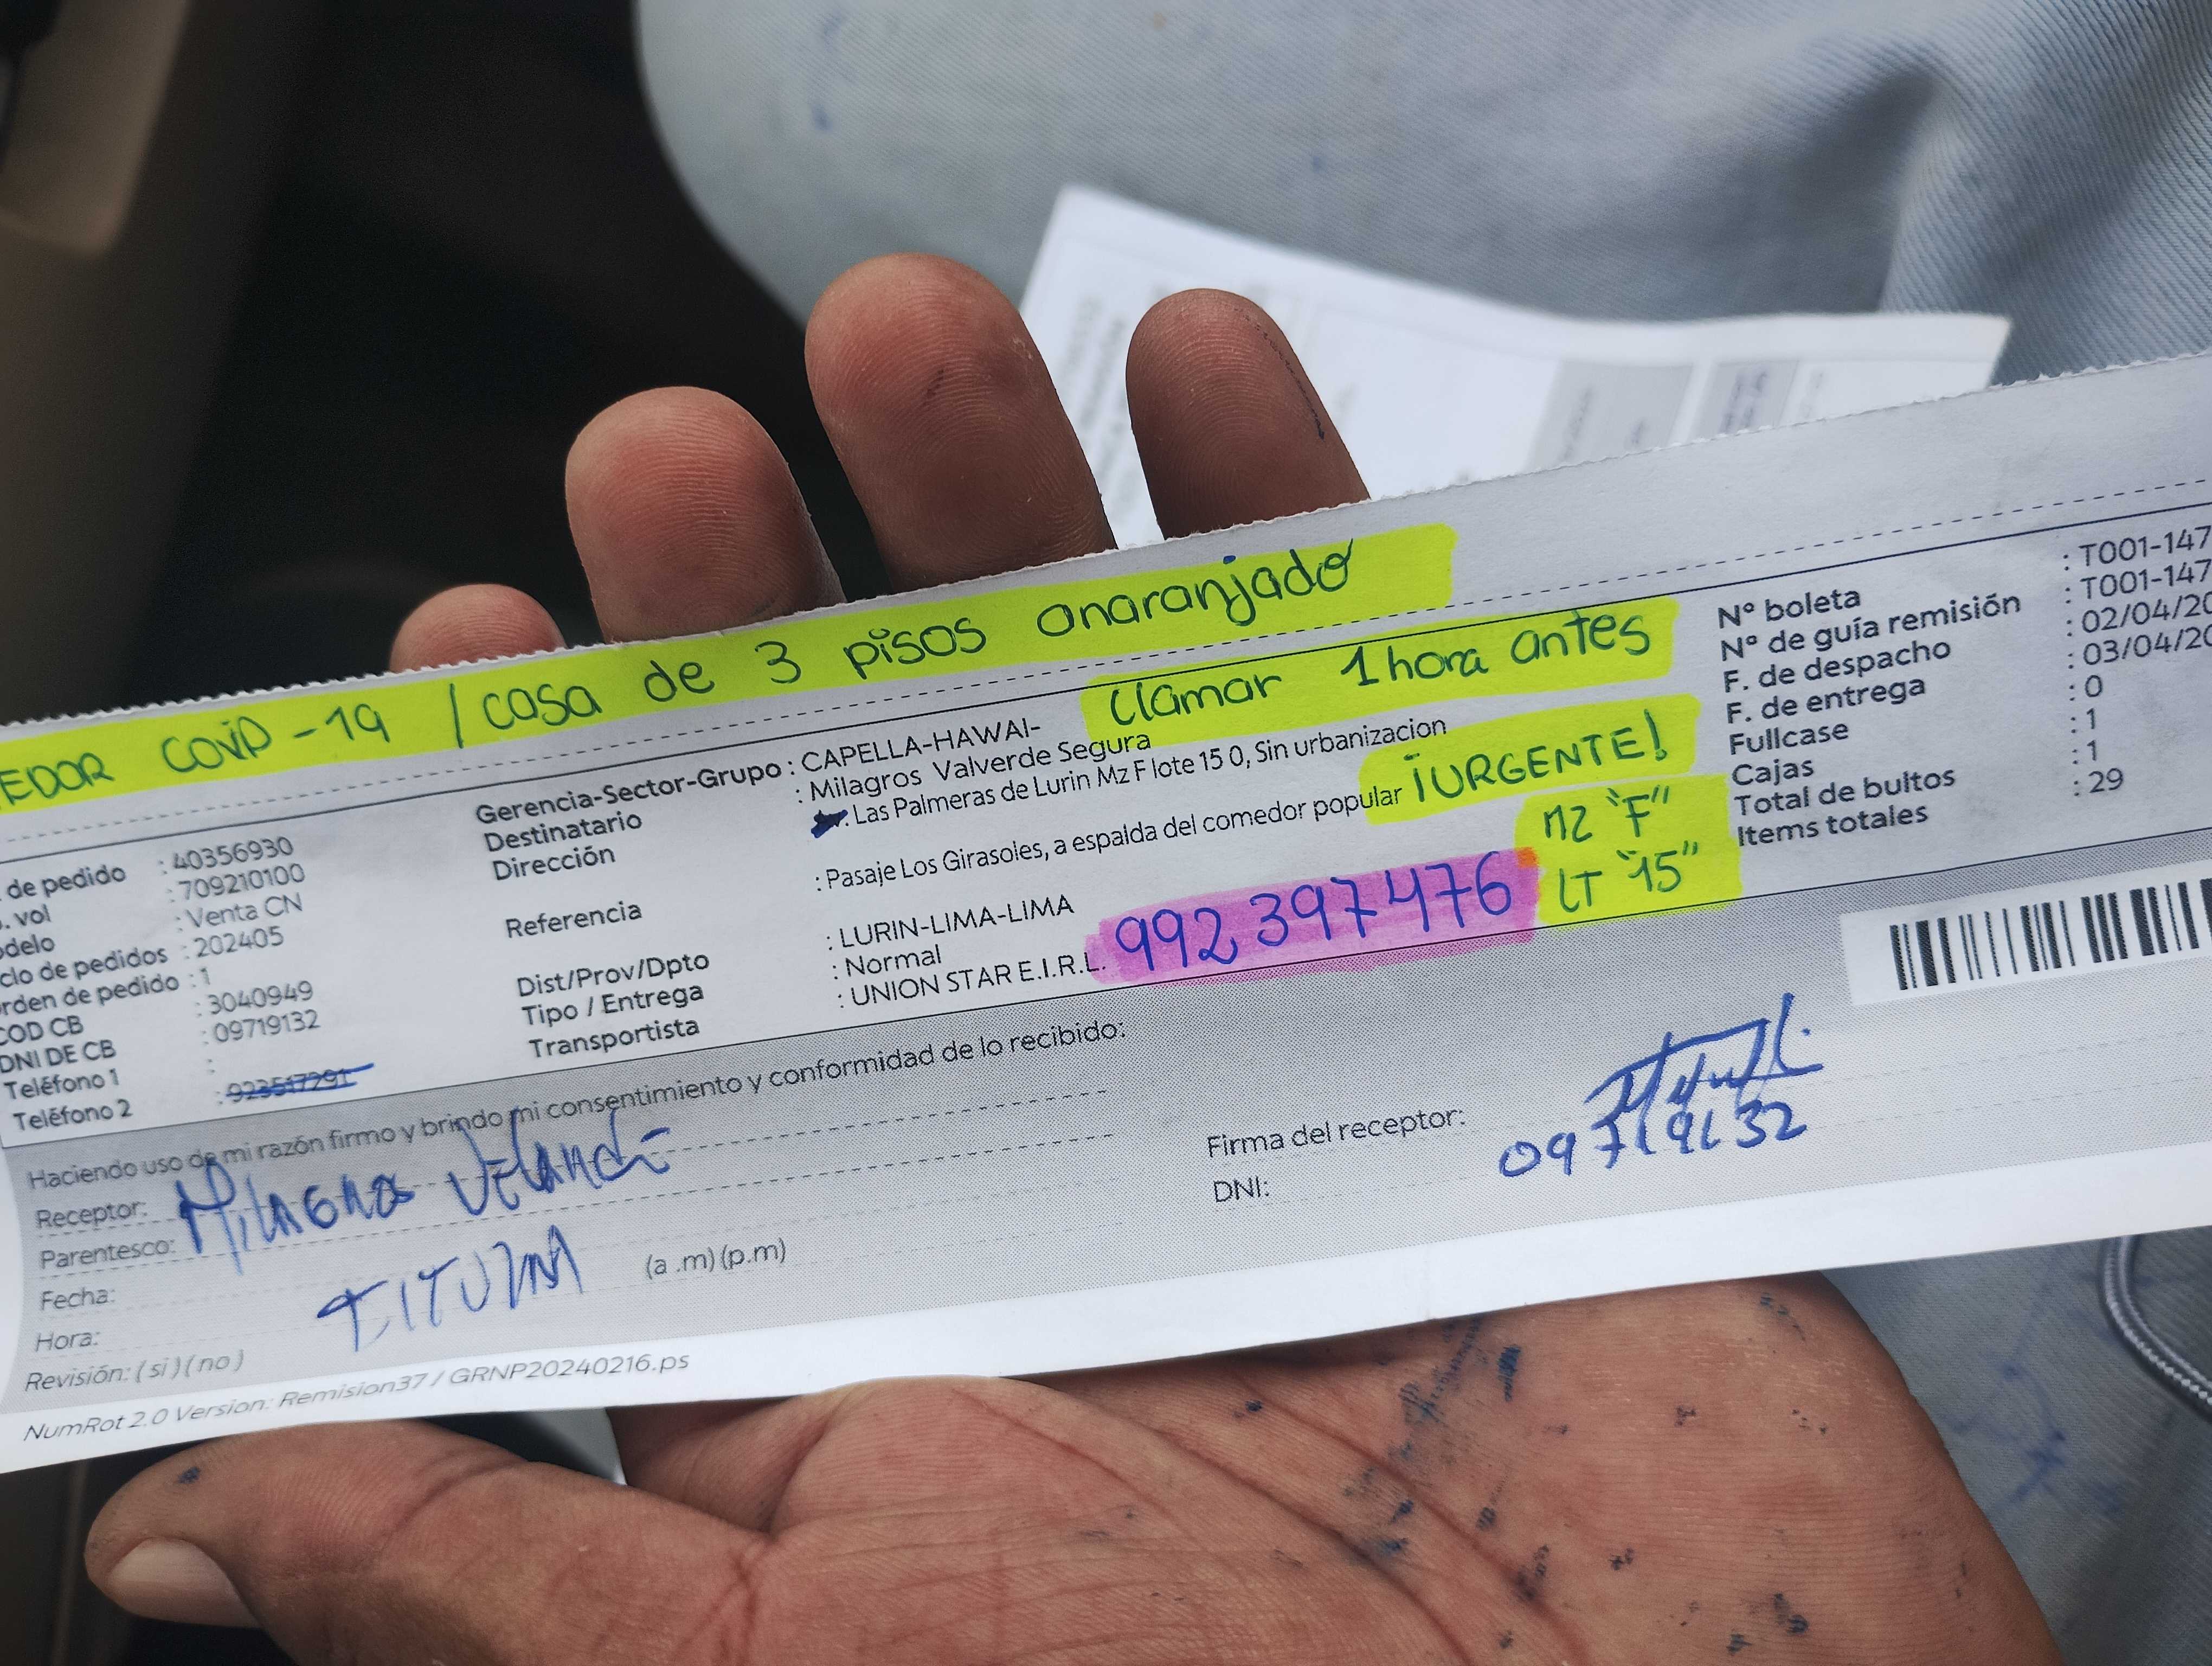 EDOR COVID-19 / casa de 3 pisos anaranjado
llamar 1 hora antes
¡URGENTE!
MZ "F"
LT "15"
992 397 476
de pedido : 40356930
. vol : 709210100
odelo : Venta CN
clo de pedidos : 202405
rden de pedido : 1
COD CB : 3040949
DNI DE CB : 09719132
Teléfono 1 :
Teléfono 2 : 923517291
Gerencia-Sector-Grupo : CAPELLA-HAWAI-
Destinatario : Milagros Valverde Segura
Dirección : Las Palmeras de Lurin Mz F lote 15 0, Sin urbanizacion
Referencia : Pasaje Los Girasoles, a espalda del comedor popular
Dist/Prov/Dpto : LURIN-LIMA-LIMA
Tipo / Entrega : Normal
Transportista : UNION STAR E.I.R.L.
N° boleta : T001-147
N° de guía remisión : T001-147
F. de despacho : 02/04/20
F. de entrega : 03/04/20
Fullcase : 0
Cajas : 1
Total de bultos : 1
Items totales : 29
Haciendo uso de mi razón firmo y brindo mi consentimiento y conformidad de lo recibido:
Receptor: Milagros
Parentesco:
Fecha:
Hora: (a .m) (p.m)
Revisión: ( si ) ( no )
Firma del receptor:
DNI: 09719132
NumRot 2.0 Version: Remision37 / GRNP20240216.ps